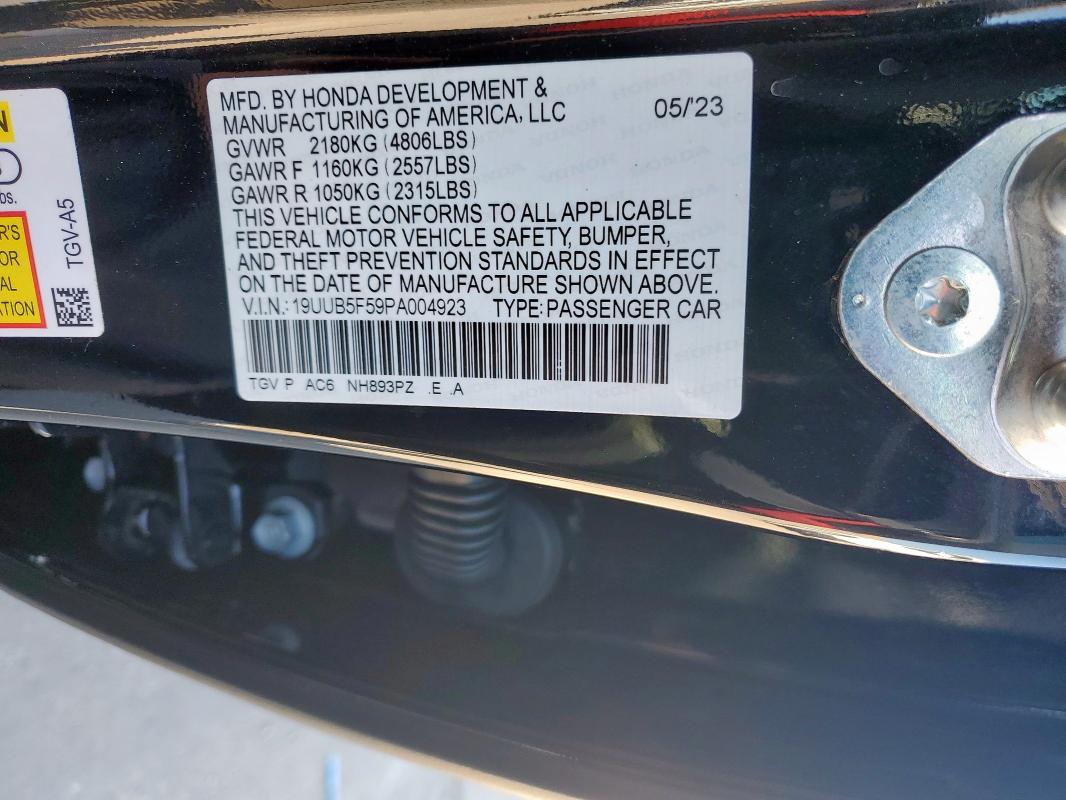 MFD. BY HONDA DEVELOPMENT &
MANUFACTURING OF AMERICA, LLC 05/'23
GVWR 2180KG (4806LBS)
GAWR F 1160KG (2557LBS)
GAWR R 1050KG (2315LBS)
THIS VEHICLE CONFORMS TO ALL APPLICABLE
FEDERAL MOTOR VEHICLE SAFETY, BUMPER,
AND THEFT PREVENTION STANDARDS IN EFFECT
ON THE DATE OF MANUFACTURE SHOWN ABOVE.
V.I.N.: 19UUB5F59PA004923 TYPE: PASSENGER CAR
TGV P AC6 NH893PZ .E .A
TGV-A5